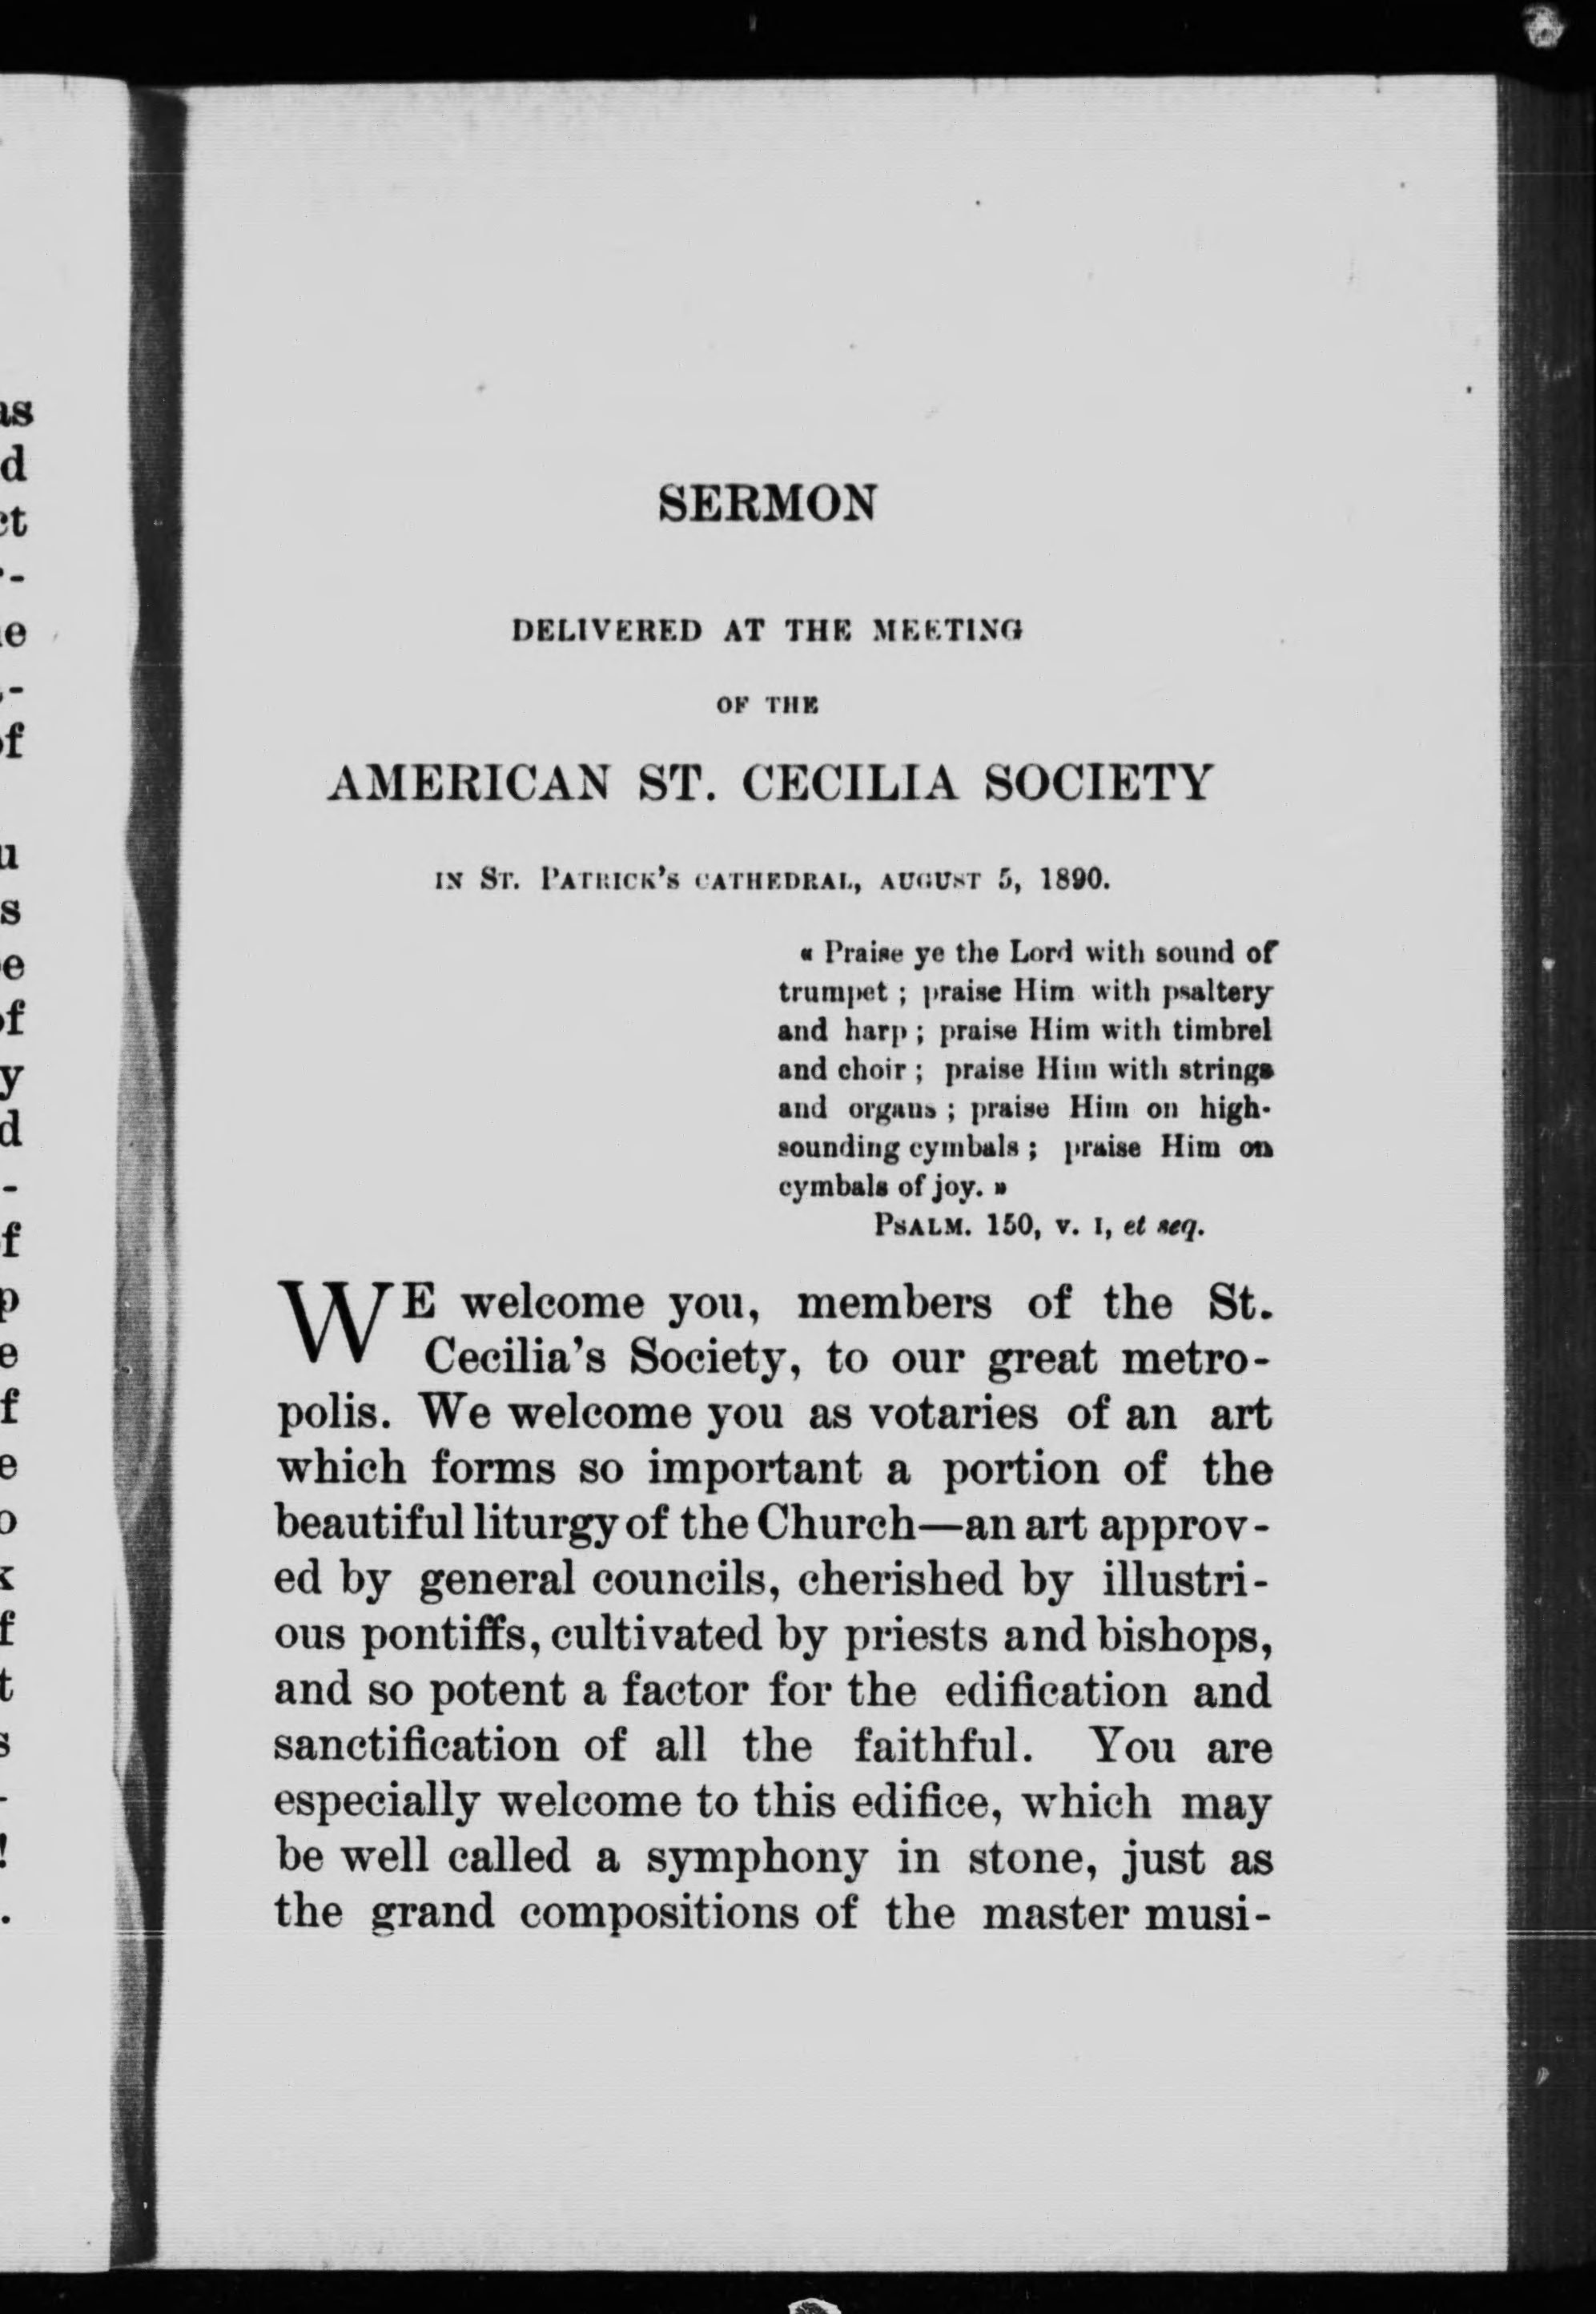 SERMON
DELIVERED AT THE MEETING
OF THE
AMERICAN ST. CECILIA SOCIETY
IN ST. PATRICK'S CATHEDRAL, AUGUST 5, 1890.
« Praise ye the Lord with sound of
trumpet ; praise Him with psaltery
and harp ; praise Him with timbrel
and choir ; praise Him with strings
and organs ; praise Him on high-
sounding cymbals ; praise Him on
cymbals of joy. »
PSALM. 150, v. I, et seq.
WE welcome you, members of the St.
Cecilia's Society, to our great metro-
polis. We welcome you as votaries of an art
which forms so important a portion of the
beautiful liturgy of the Church—an art approv-
ed by general councils, cherished by illustri-
ous pontiffs, cultivated by priests and bishops,
and so potent a factor for the edification and
sanctification of all the faithful. You are
especially welcome to this edifice, which may
be well called a symphony in stone, just as
the grand compositions of the master musi-